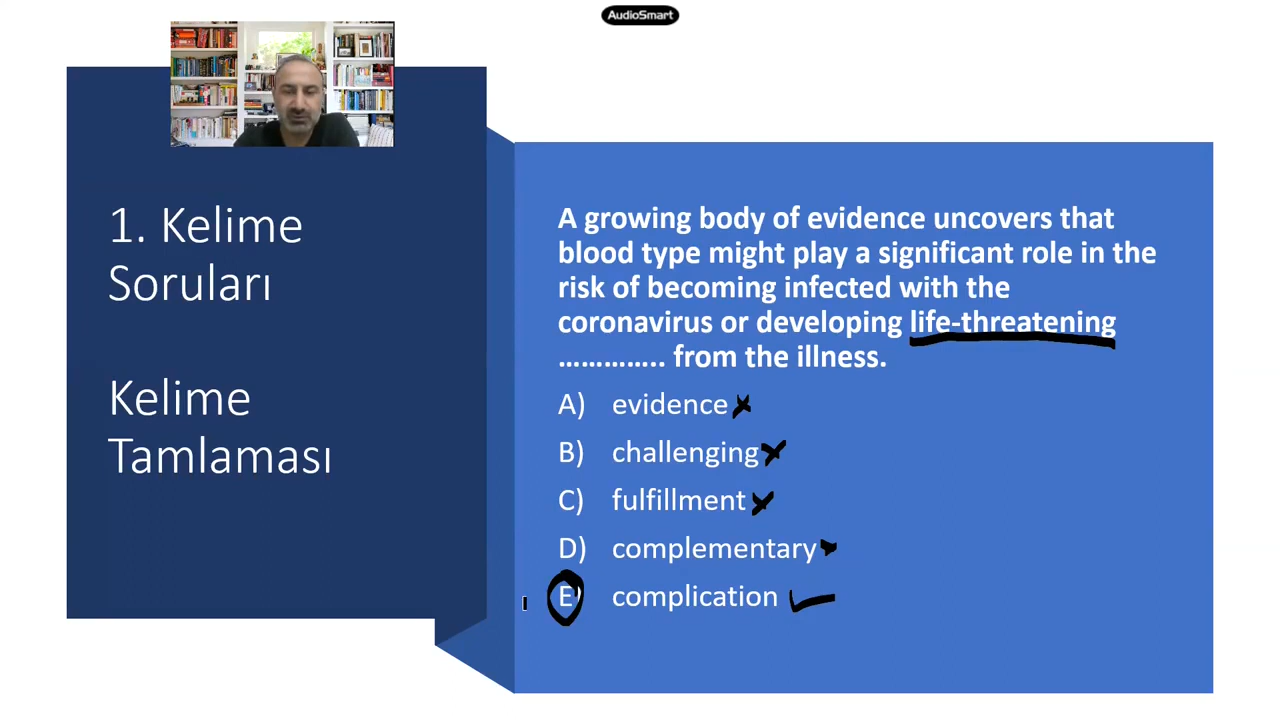 AudioSmart
1. Kelime
Soruları
Kelime
Tamlaması
A growing body of evidence uncovers that
blood type might play a significant role in the
risk of becoming infected with the
coronavirus or developing life-threatening
………….. from the illness.
A) evidence
B) challenging
C) fulfillment
D) complementary
E) complication